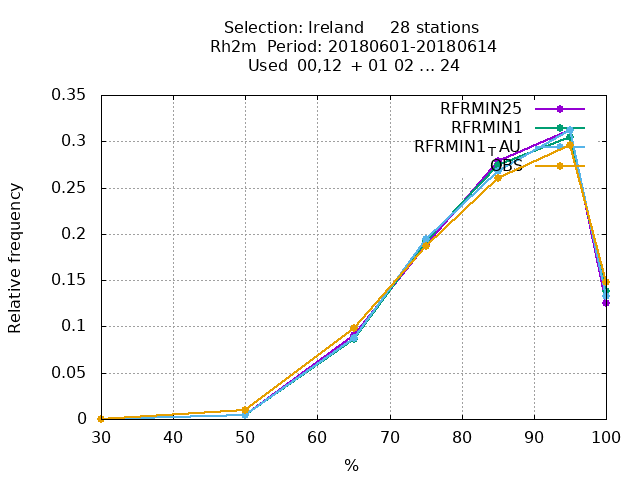 Selection: Ireland 28 stations
Rh2m Period: 20180601-20180614
Used 00,12 + 01 02 ... 24
0.35
0.3
0.25
0.2
0.15
0.1
0.05
0
Relative frequency
RFRMIN25
RFRMIN1
RFRMIN1TAU
OBS
30 40 50 60 70 80 90 100
%